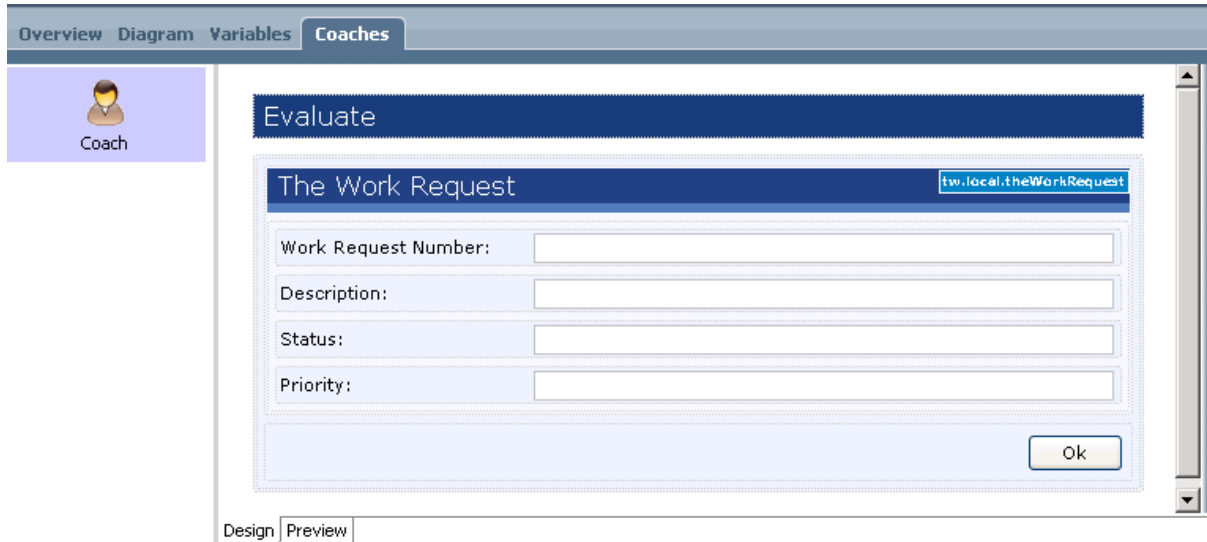 Overview Diagram Variables Coaches
Coach
Evaluate
The Work Request tw.local.theWorkRequest
Work Request Number:
Description:
Status:
Priority:
Ok
Design Preview